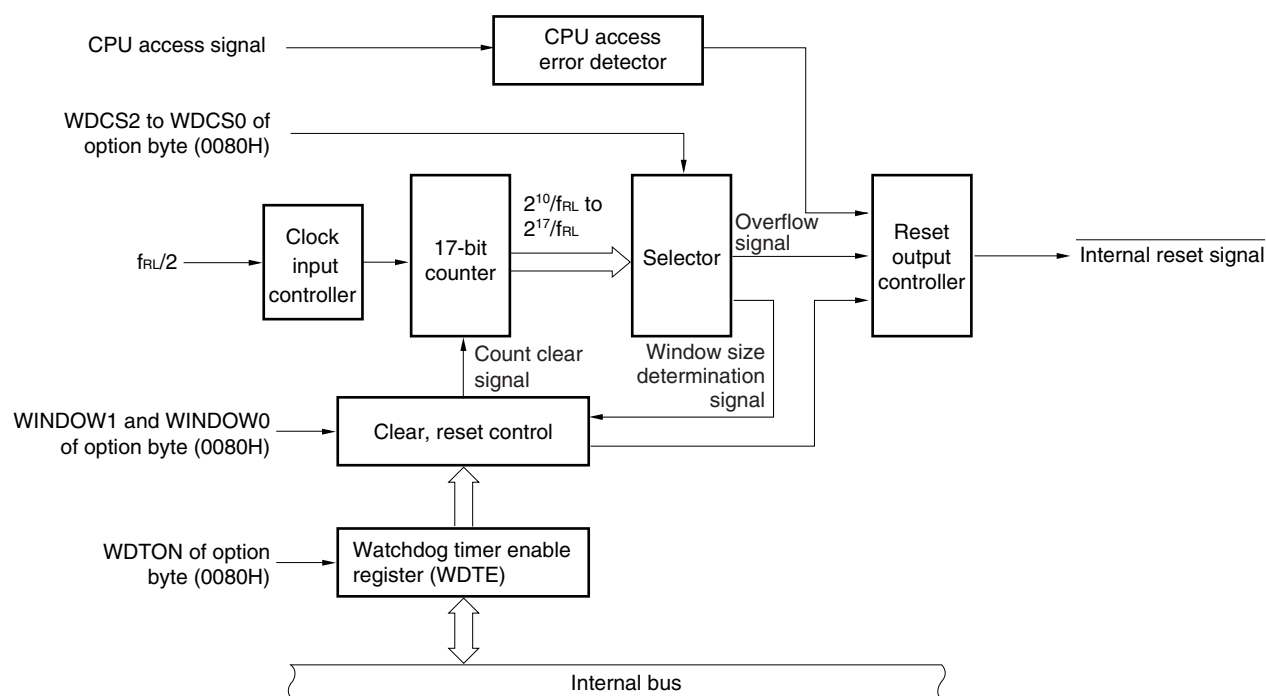 CPU access signal
CPU access
error detector
WDCS2 to WDCS0 of
option byte (0080H)
fRL/2
Clock
input
controller
17-bit
counter
2¹⁰/fRL to
2¹⁷/fRL
Selector
Overflow
signal
Reset
output
controller
Internal reset signal
Count clear
signal
Window size
determination
signal
WINDOW1 and WINDOW0
of option byte (0080H)
Clear, reset control
WDTON of option
byte (0080H)
Watchdog timer enable
register (WDTE)
Internal bus